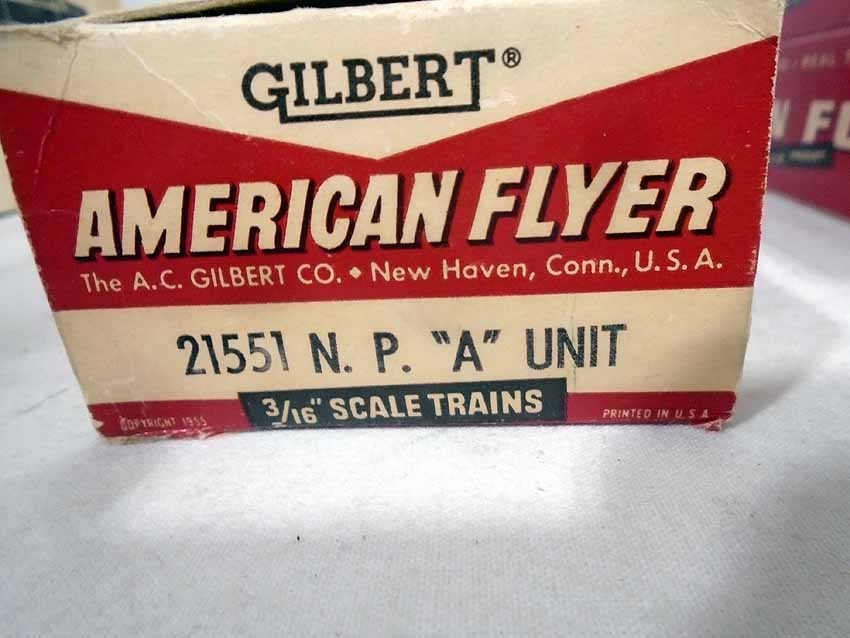 GILBERT®
AMERICAN FLYER
The A.C. GILBERT CO. • New Haven, Conn., U.S.A.
21551 N. P. "A" UNIT
3/16" SCALE TRAINS
COPYRIGHT 1955
PRINTED IN U.S.A.